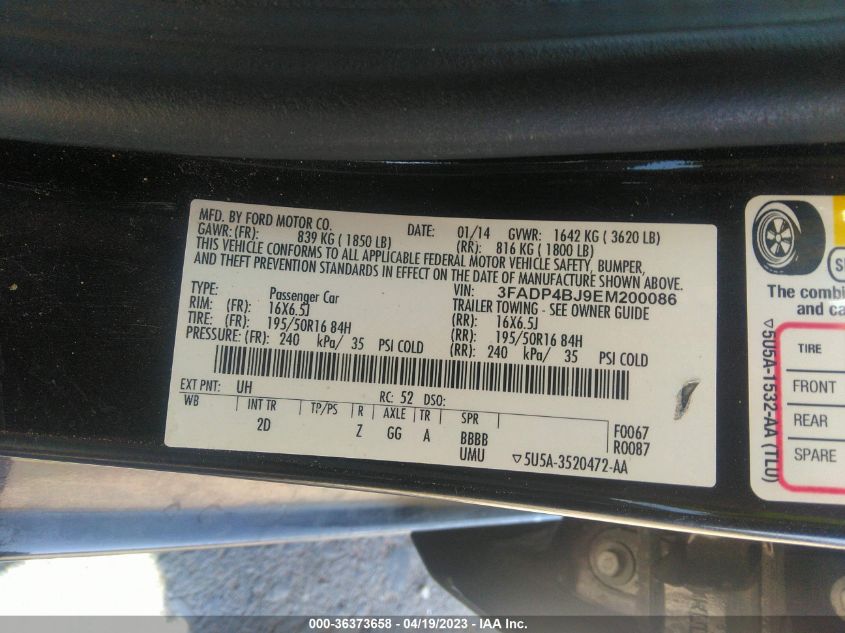 MFD. BY FORD MOTOR CO. DATE: 01/14 GVWR: 1642 KG ( 3620 LB)
GAWR: (FR): 839 KG ( 1850 LB) (RR): 816 KG ( 1800 LB)
THIS VEHICLE CONFORMS TO ALL APPLICABLE FEDERAL MOTOR VEHICLE SAFETY, BUMPER,
AND THEFT PREVENTION STANDARDS IN EFFECT ON THE DATE OF MANUFACTURE SHOWN ABOVE.
VIN: 3FADP4BJ9EM200086
TYPE: Passenger Car TRAILER TOWING - SEE OWNER GUIDE
RIM: (FR): 16X6.5J (RR): 16X6.5J
TIRE: (FR): 195/50R16 84H (RR): 195/50R16 84H
PRESSURE: (FR): 240 kPa/ 35 PSI COLD (RR): 240 kPa/ 35 PSI COLD
EXT PNT: UH RC: 52 DSO:
WB INT TR TP/PS R AXLE TR SPR F0067
2D Z GG A BBBB R0087
UMU ▽5U5A-3520472-AA
The combi
and ca
▽5U5A-1532-AA (TLU)
TIRE
FRONT
REAR
SPARE
000-36373658 - 04/19/2023 - IAA Inc.